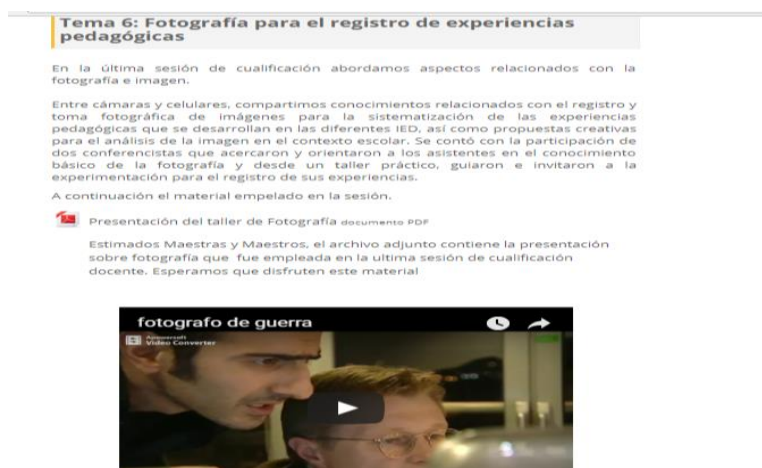 Tema 6: Fotografía para el registro de experiencias
pedagógicas
En la última sesión de cualificación abordamos aspectos relacionados con la
fotografía e imagen.
Entre cámaras y celulares, compartimos conocimientos relacionados con el registro y
toma fotográfica de imágenes para la sistematización de las experiencias
pedagógicas que se desarrollan en las diferentes IED, así como propuestas creativas
para el análisis de la imagen en el contexto escolar. Se contó con la participación de
dos conferencistas que acercaron y orientaron a los asistentes en el conocimiento
básico de la fotografía y desde un taller práctico, guiaron e invitaron a la
experimentación para el registro de sus experiencias.
A continuación el material empelado en la sesión.
Presentación del taller de Fotografía documento PDF
Estimados Maestras y Maestros, el archivo adjunto contiene la presentación
sobre fotografía que fue empleada en la ultima sesión de cualificación
docente. Esperamos que disfruten este material
fotografo de guerra
Apowersoft
Video Converter